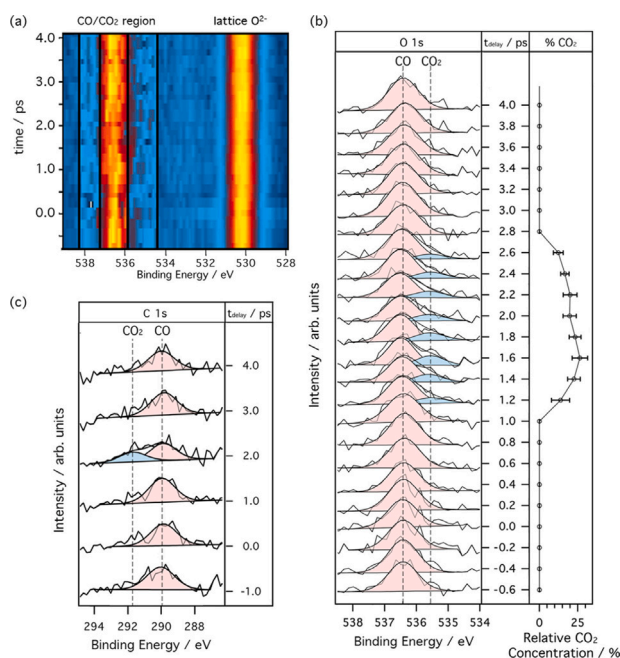 (a)
CO/CO₂ region
lattice O²⁻
time / ps
4.0
3.0
2.0
1.0
0.0
538
536
534
532
530
528
Binding Energy / eV
(b)
O 1s
t_delay / ps
% CO₂
CO
CO₂
4.0
3.8
3.6
3.4
3.2
3.0
2.8
2.6
2.4
2.2
2.0
1.8
1.6
1.4
1.2
1.0
0.8
0.6
0.4
0.2
0.0
-0.2
-0.4
-0.6
Intensity / arb. units
538
537
536
535
534
Binding Energy / eV
0
25
Relative CO₂
Concentration / %
(c)
C 1s
t_delay / ps
CO₂
CO
4.0
3.0
2.0
1.0
0.0
-1.0
Intensity / arb. units
294
292
290
288
Binding Energy / eV